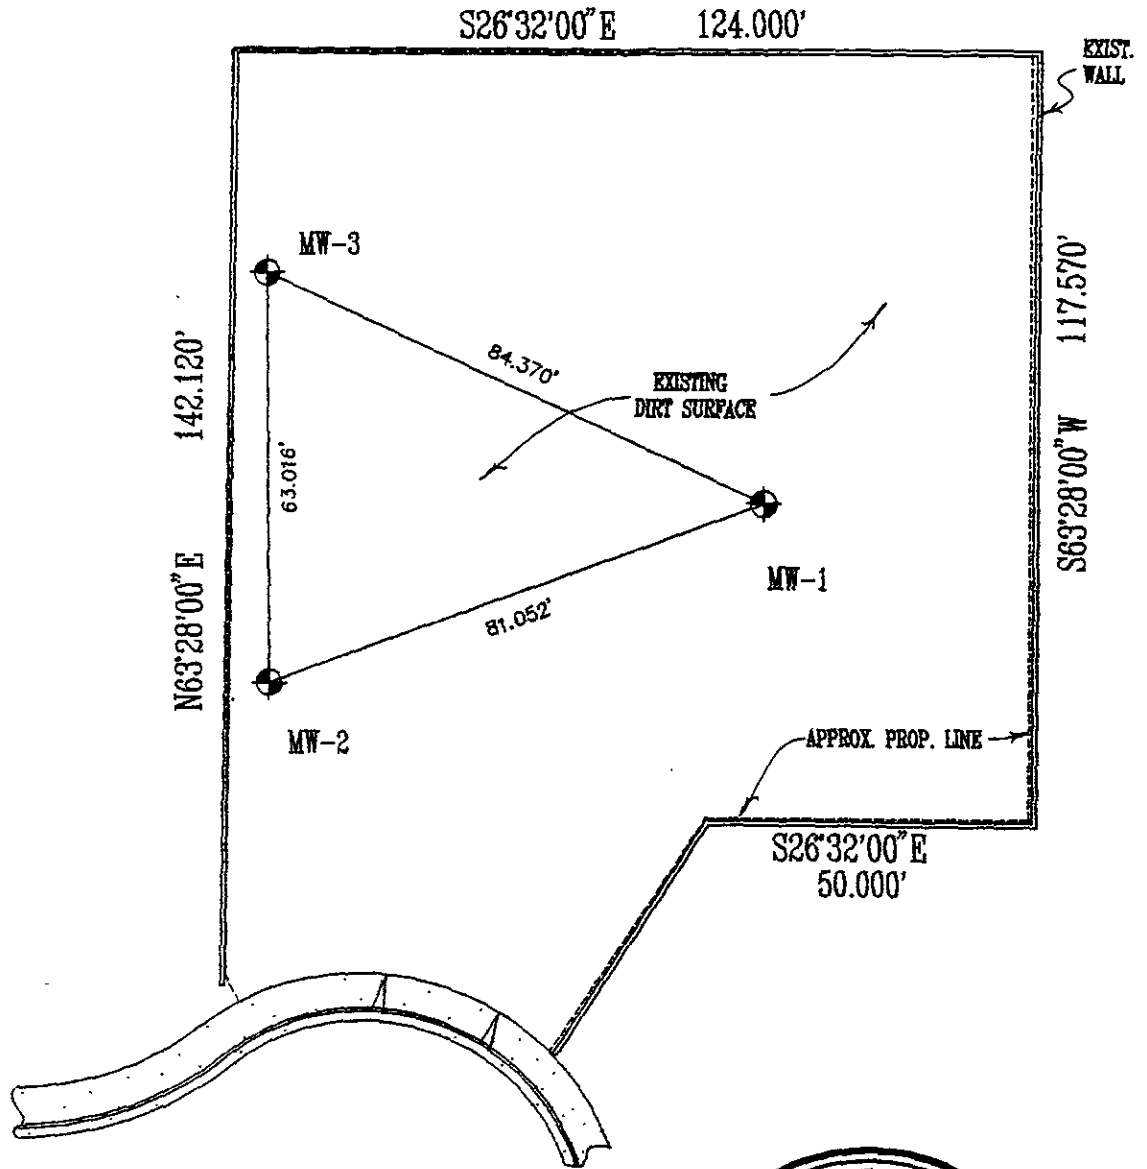 S26°32'00"E 124.000'
EXIST.
WALL
MW-3
117.570'
142.120'
84.370'
EXISTING
DIRT SURFACE
63.016'
S63°28'00"W
MW-1
N63°28'00"E
81.052'
MW-2
APPROX. PROP. LINE
S26°32'00"E
50.000'